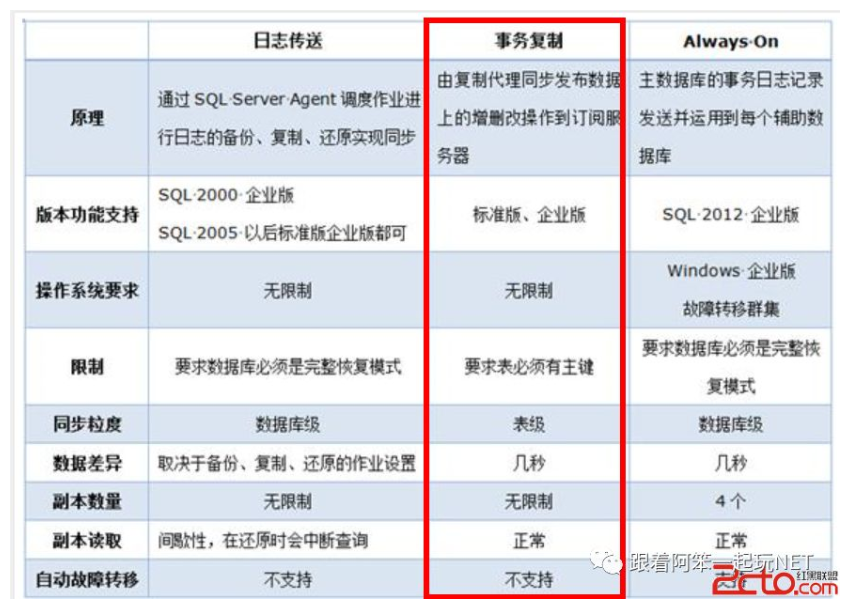 日志传送 事务复制 Always·On
原理
通过 SQL·Server·Agent 调度作业进
行日志的备份、复制、还原实现同步
由复制代理同步发布数据
上的增删改操作到订阅服
务器
主数据库的事务日志记录
发送并运用到每个辅助数
据库
版本功能支持
SQL·2000·企业版
SQL·2005·以后标准版企业版都可
标准版、企业版
SQL·2012·企业版
操作系统要求
无限制
无限制
Windows·企业版
故障转移群集
限制
要求数据库必须是完整恢复模式
要求表必须有主键
要求数据库必须是完整恢
复模式
同步粒度 数据库级 表级 数据库级
数据差异 取决于备份、复制、还原的作业设置 几秒 几秒
副本数量 无限制 无限制 4 个
副本读取 间歇性，在还原时会中断查询 正常 正常
自动故障转移 不支持 不支持 支持
跟着阿笨一起玩NET
2cto.com
红黑联盟